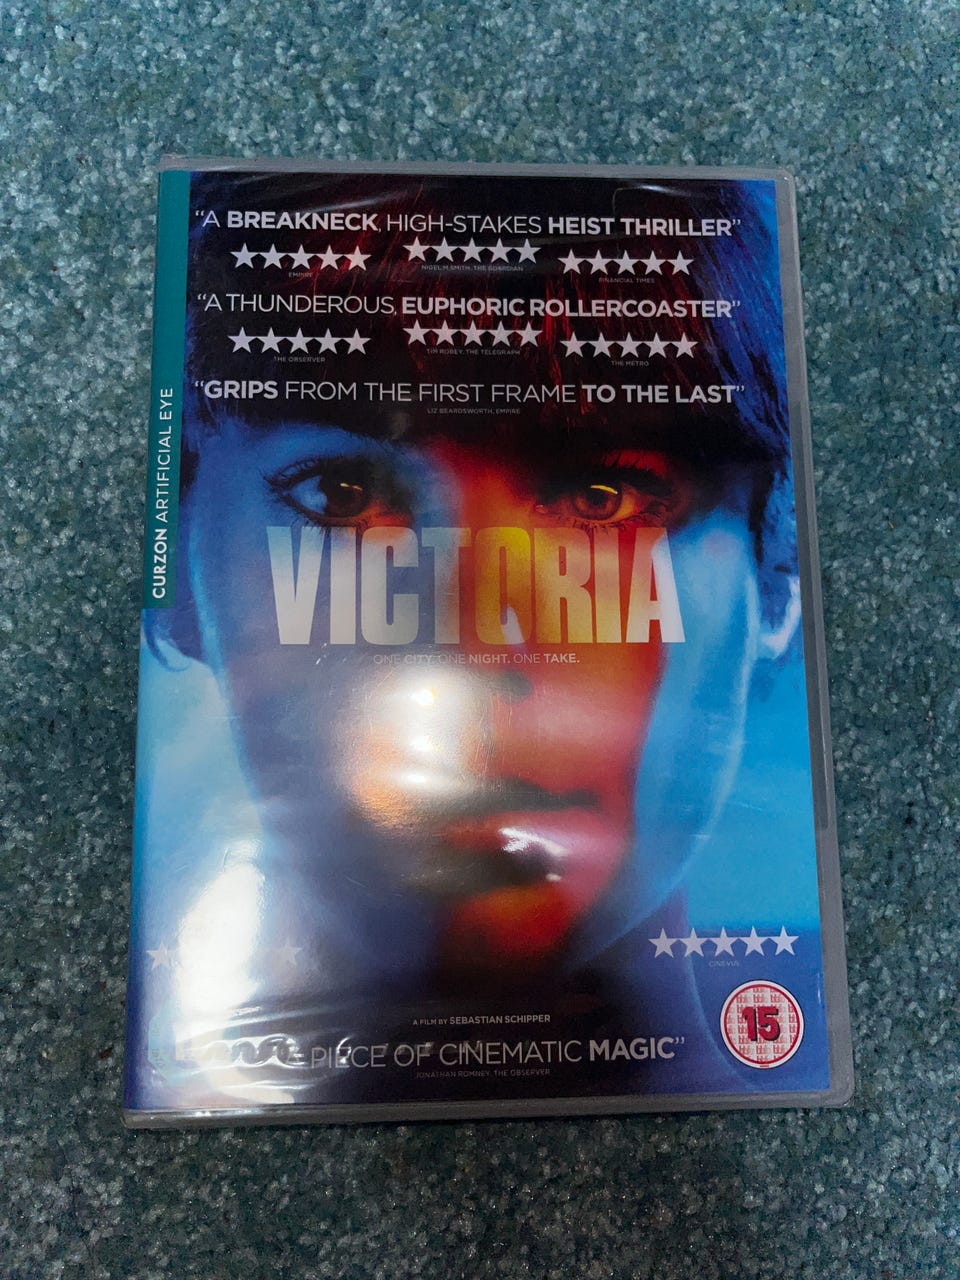 "A BREAKNECK, HIGH-STAKES HEIST THRILLER"
EMPIRE
NIGEL M SMITH, THE GUARDIAN
FINANCIAL TIMES
"A THUNDEROUS, EUPHORIC ROLLERCOASTER"
THE OBSERVER
TIM ROBEY, THE TELEGRAPH
THE METRO
"GRIPS FROM THE FIRST FRAME TO THE LAST"
LIZ BEARDSWORTH, EMPIRE
CURZON ARTIFICIAL EYE
VICTORIA
ONE CITY. ONE NIGHT. ONE TAKE.
CINEVUE
A FILM BY SEBASTIAN SCHIPPER
15
PIECE OF CINEMATIC MAGIC"
JONATHAN ROMNEY, THE OBSERVER